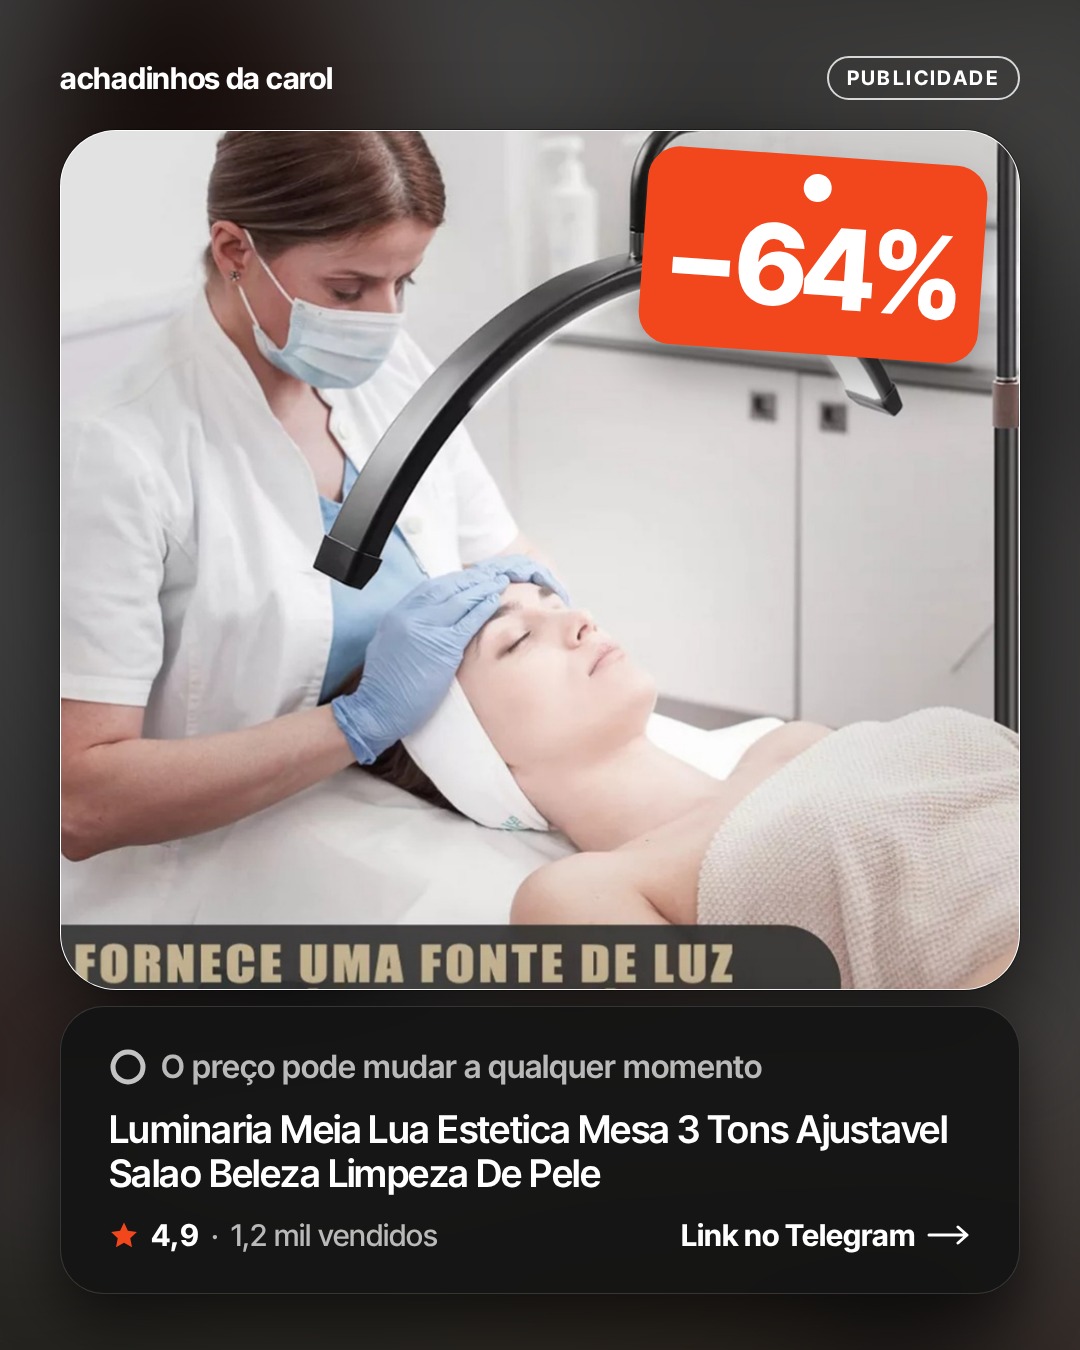 achadinhos da carol
PUBLICIDADE
−64%
FORNECE UMA FONTE DE LUZ
O preço pode mudar a qualquer momento
Luminaria Meia Lua Estetica Mesa 3 Tons Ajustavel
Salao Beleza Limpeza De Pele
4,9 · 1,2 mil vendidos
Link no Telegram →